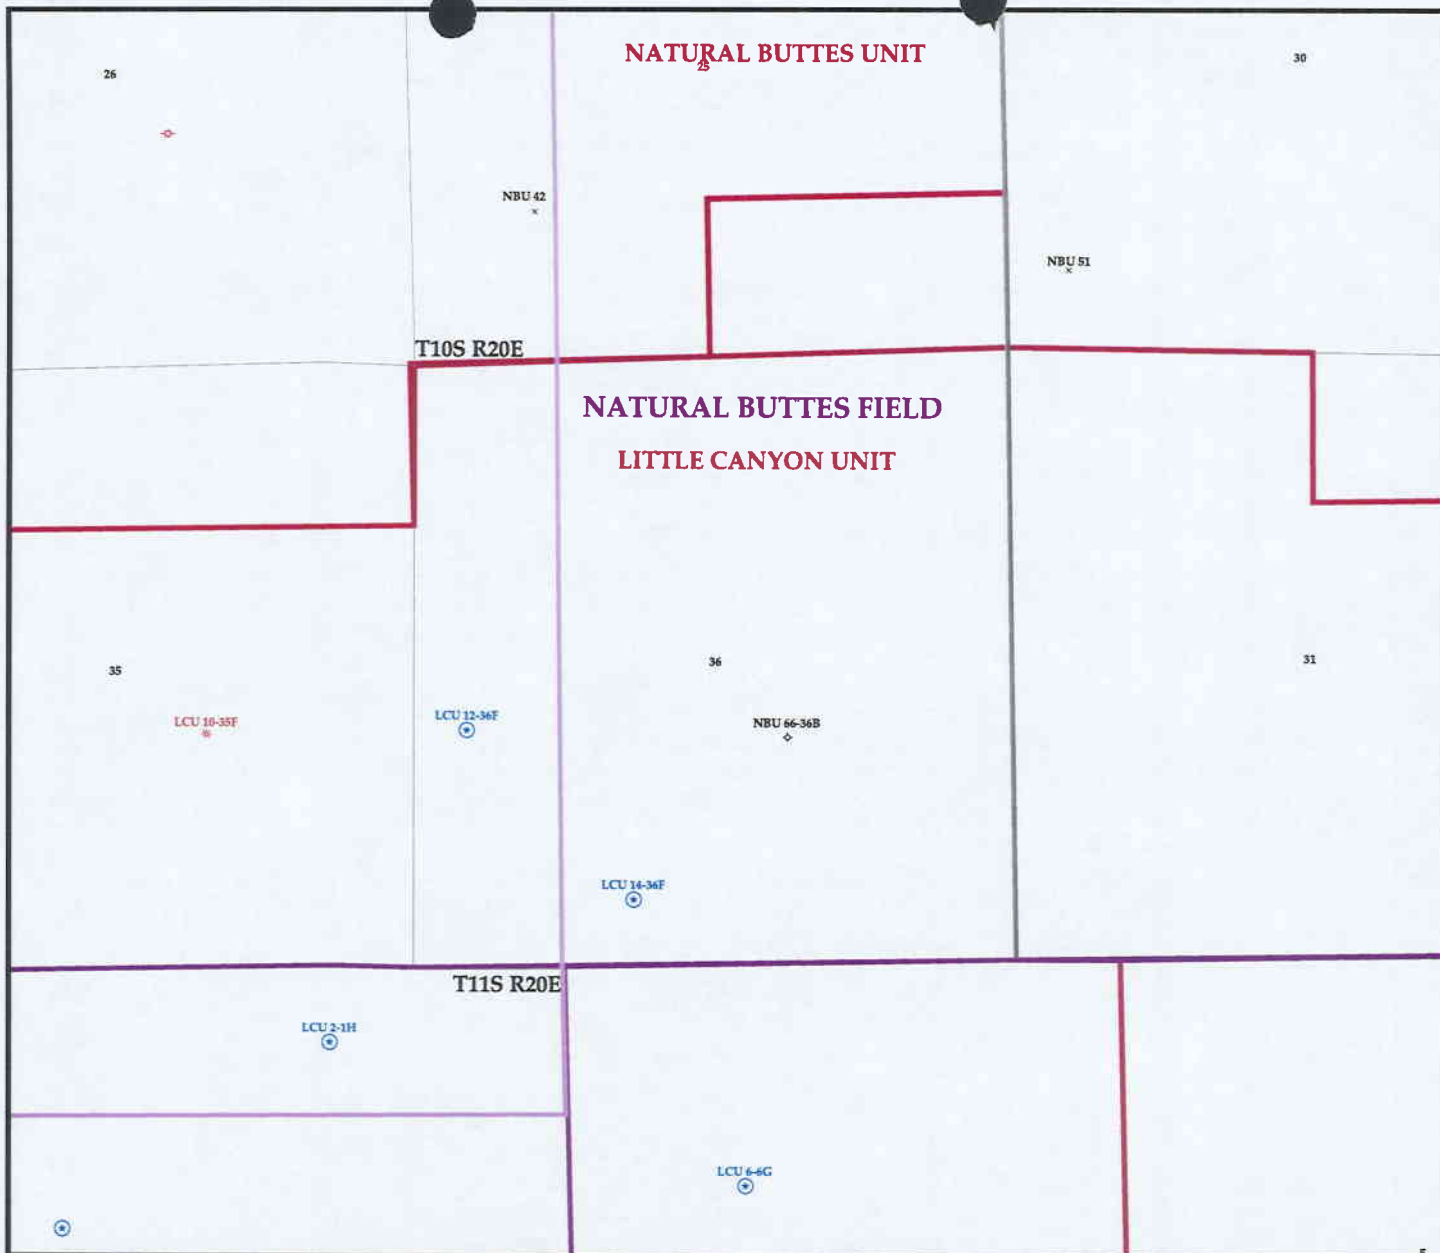 NATURAL BUTTES UNIT
25
26
30
NBU 42
NBU 51
T10S R20E
NATURAL BUTTES FIELD
LITTLE CANYON UNIT
35
36
31
LCU 10-35F
LCU 12-36F
NBU 66-36B
LCU 14-36F
T11S R20E
LCU 2-1H
LCU 6-6G